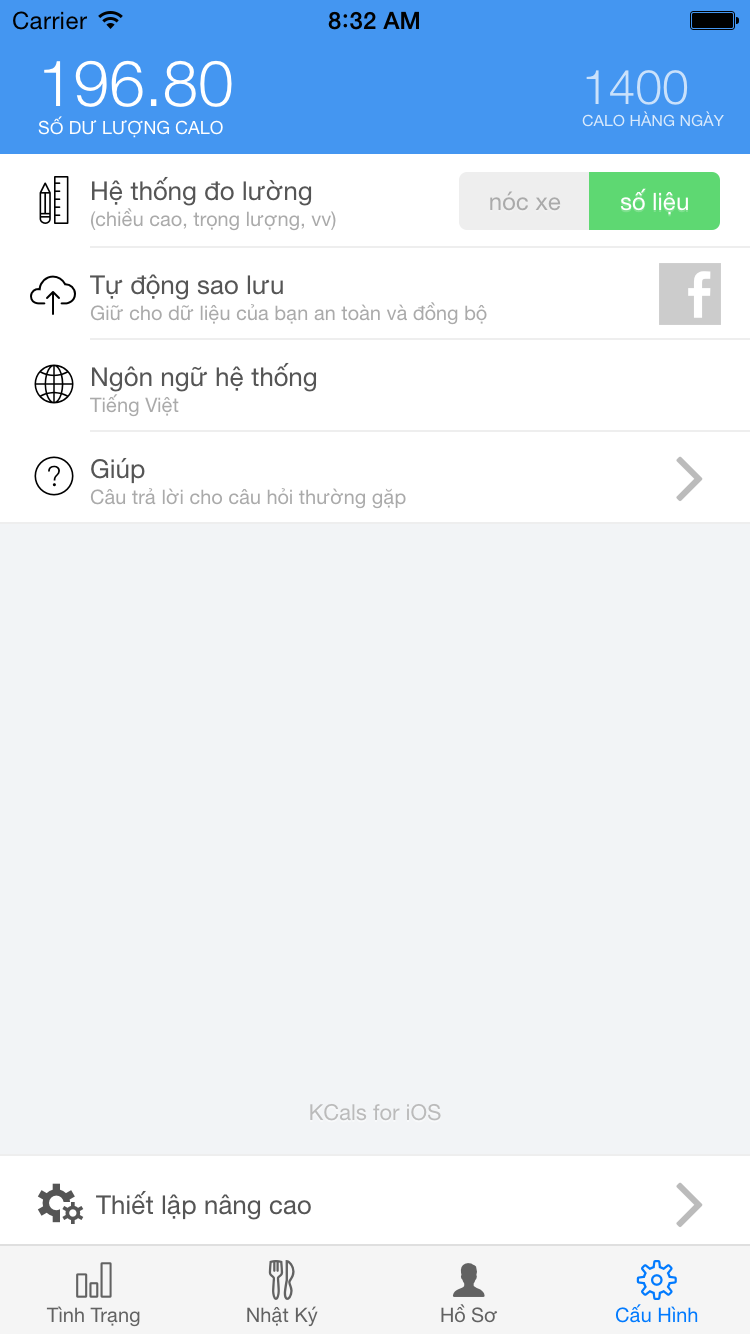 Carrier 8:32 AM
196.80
SỐ DƯ LƯỢNG CALO
1400
CALO HÀNG NGÀY
Hệ thống đo lường
(chiều cao, trọng lượng, vv)
nóc xe
số liệu
Tự động sao lưu
Giữ cho dữ liệu của bạn an toàn và đồng bộ
f
Ngôn ngữ hệ thống
Tiếng Việt
?
Giúp
Câu trả lời cho câu hỏi thường gặp
KCals for iOS
Thiết lập nâng cao
Tình Trạng
Nhật Ký
Hồ Sơ
Cấu Hình